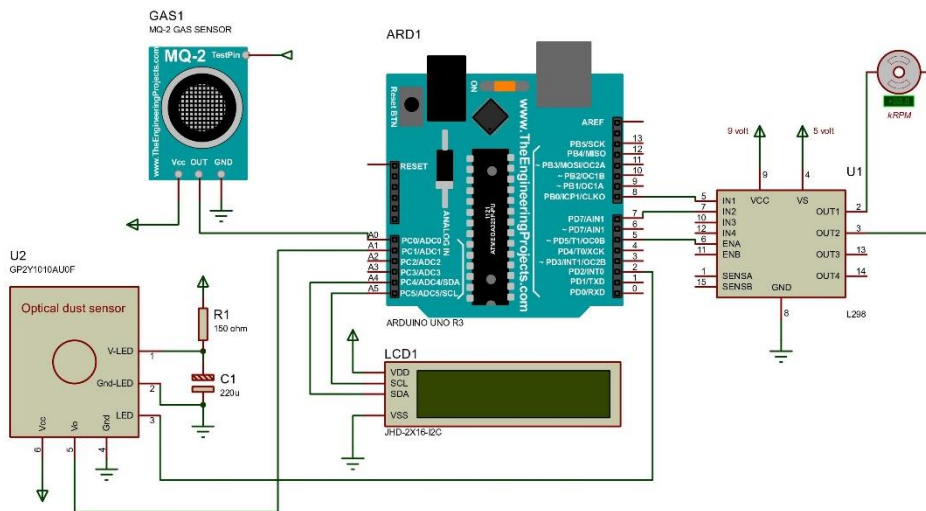 GAS1
MQ-2 GAS SENSOR
MQ-2
TestPin
www.TheEngineeringProjects.com
Vcc OUT GND
U2
GP2Y1010AU0F
Optical dust sensor
V-LED
1
Gnd-LED
2
LED
3
Vcc
Vo
Gnd
6
5
4
R1
150 ohm
C1
220u
ARD1
Reset BTN
ON
www.TheEngineeringProjects.com
RESET
ANALOG IN
ATMEGA328P-PU
1121
A0 PC0/ADC0
A1 PC1/ADC1
A2 PC2/ADC2
A3 PC3/ADC3
A4 PC4/ADC4/SDA
A5 PC5/ADC5/SCL
AREF
PB5/SCK 13
PB4/MISO 12
~ PB3/MOSI/OC2A 11
~ PB2/OC1B 10
~ PB1/OC1A 9
PB0/ICP1/CLKO 8
PD7/AIN1 7
~ PD7/AIN1 6
~ PD5/T1/OC0B 5
PD4/T0/XCK 4
~ PD3/INT1/OC2B 3
PD2/INT0 2
PD1/TXD 1
PD0/RXD 0
ARDUINO UNO R3
LCD1
VDD
SCL
SDA
VSS
JHD-2X16-I2C
kRPM
9 volt
5 volt
U1
9
4
VCC
VS
5 IN1
7 IN2
10 IN3
12 IN4
6 ENA
11 ENB
1 SENSA
15 SENSB
OUT1 2
OUT2 3
OUT3 13
OUT4 14
GND
8
L298